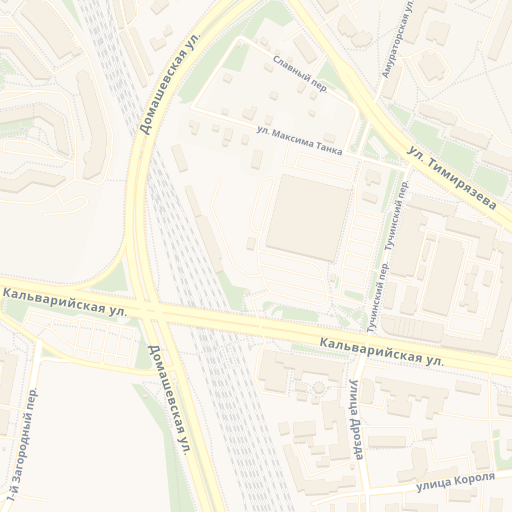 Амураторская ул.
Домашевская ул.
Славный пер.
ул. Максима Танка
ул. Тимирязева
Тучинский пер.
Тучинский пер.
Кальварийская ул.
Кальварийская ул.
Домашевская ул.
улица Дрозда
1-й Загородный пер.
улица Короля